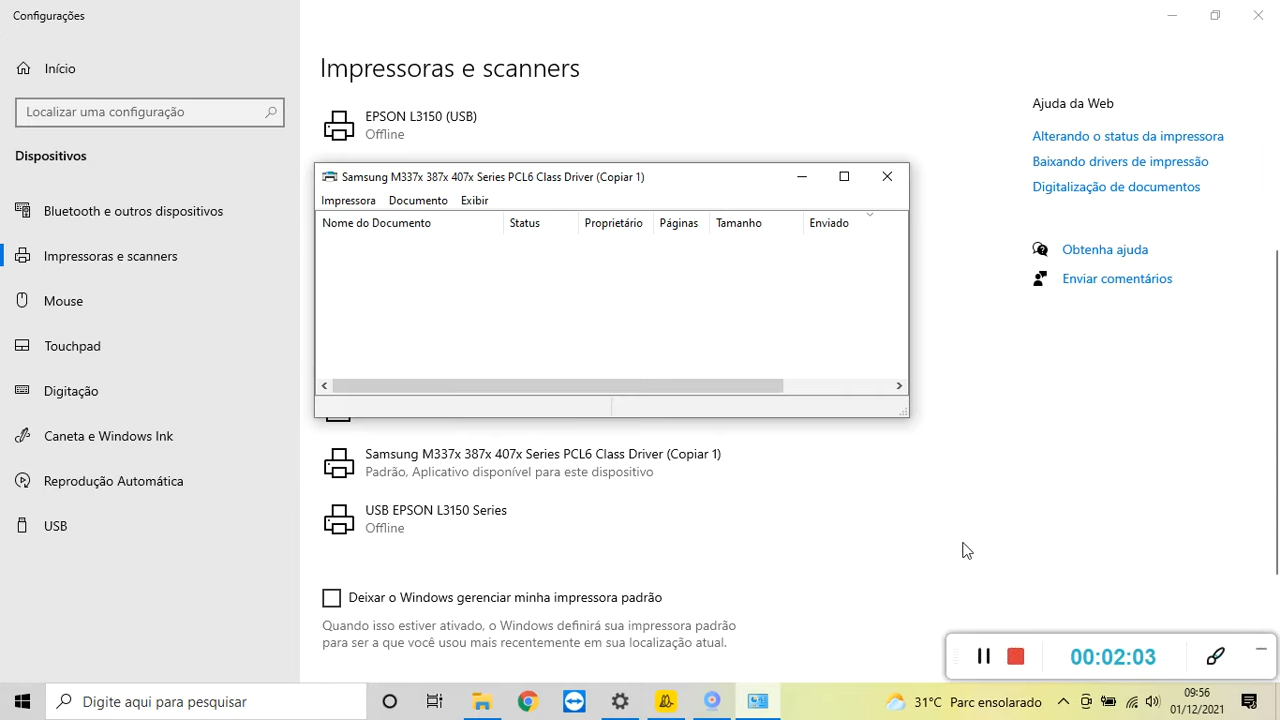 Configurações
Início
Localizar uma configuração
Dispositivos
Bluetooth e outros dispositivos
Impressoras e scanners
Mouse
Touchpad
Digitação
Caneta e Windows Ink
Reprodução Automática
USB
Impressoras e scanners
EPSON L3150 (USB)
Offline
Samsung M337x 387x 407x Series PCL6 Class Driver (Copiar 1)
Impressora Documento Exibir
Nome do Documento Status Proprietário Páginas Tamanho Enviado
Samsung M337x 387x 407x Series PCL6 Class Driver (Copiar 1)
Padrão, Aplicativo disponível para este dispositivo
USB EPSON L3150 Series
Offline
Deixar o Windows gerenciar minha impressora padrão
Quando isso estiver ativado, o Windows definirá sua impressora padrão
para ser a que você usou mais recentemente em sua localização atual.
Ajuda da Web
Alterando o status da impressora
Baixando drivers de impressão
Digitalização de documentos
Obtenha ajuda
Enviar comentários
00:02:03
Digite aqui para pesquisar
31°C Parc ensolarado
09:56
01/12/2021